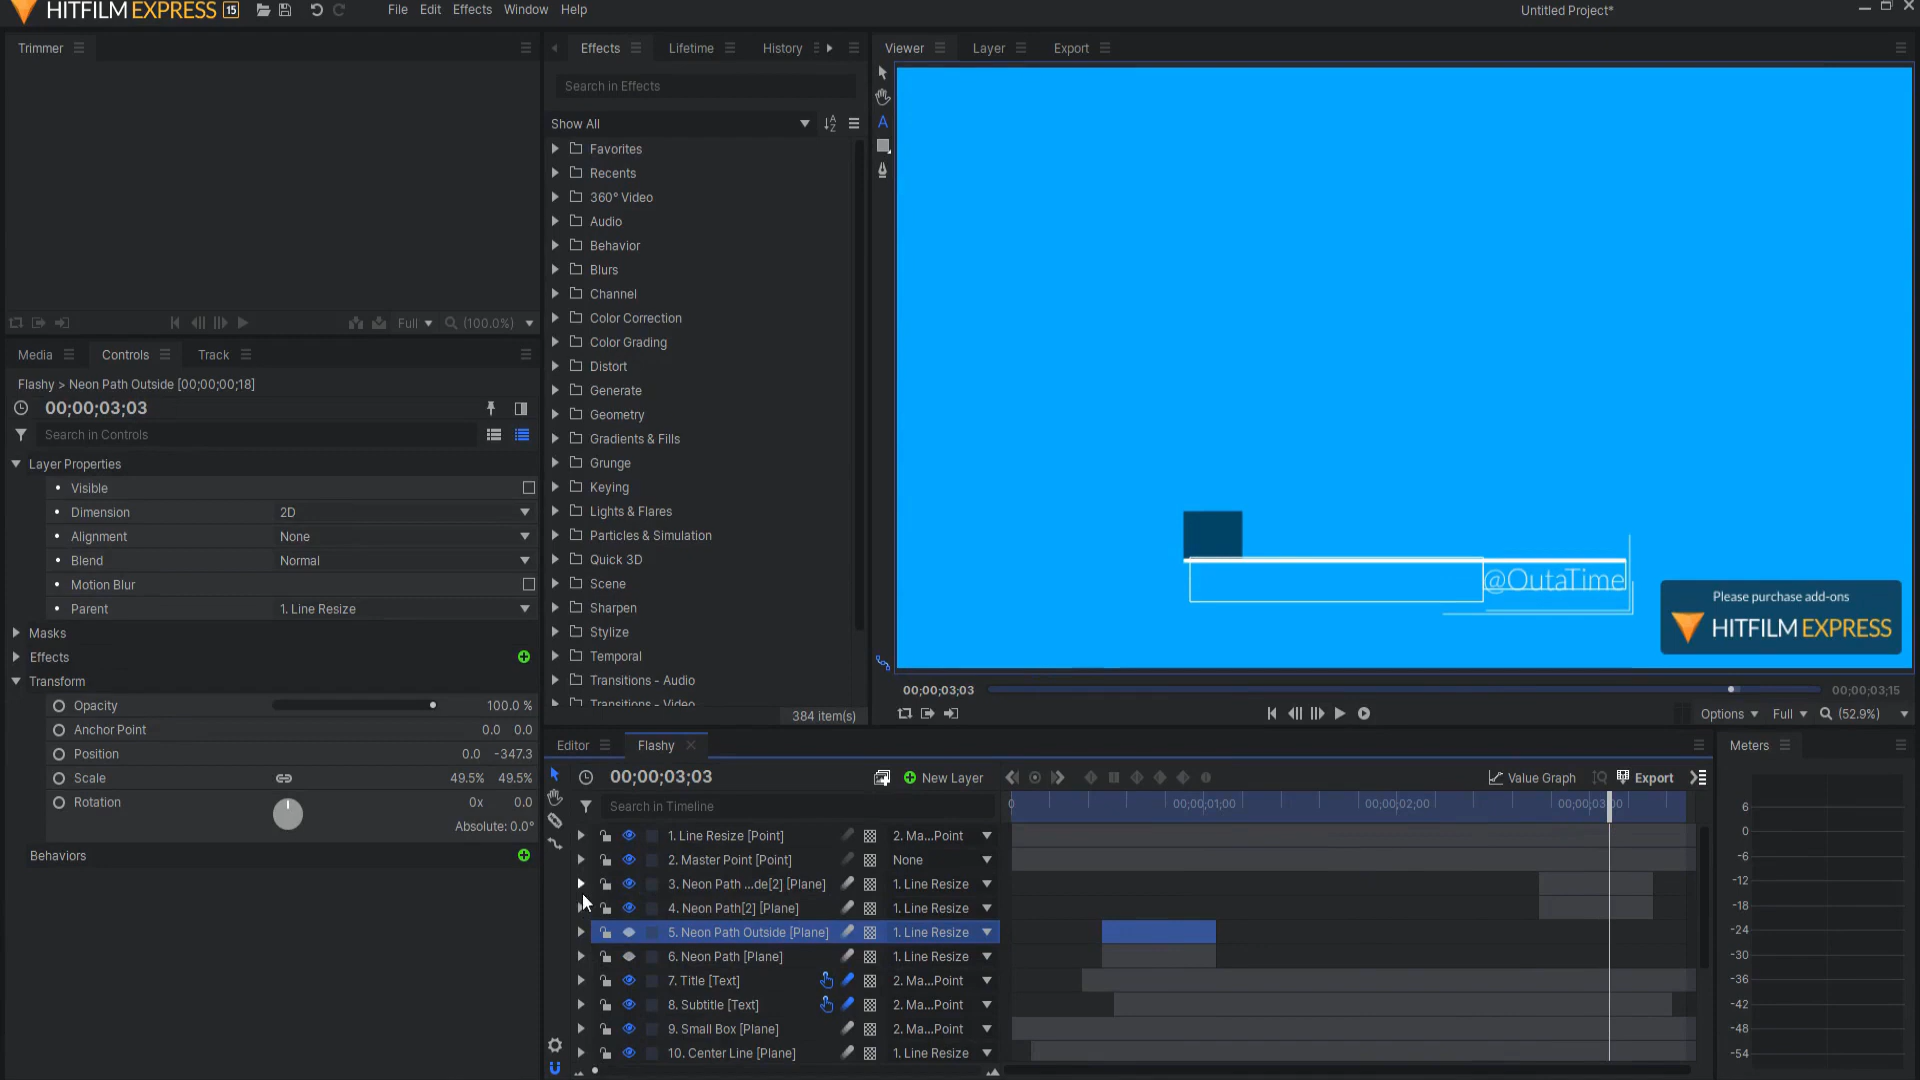 HITFILM EXPRESS 15
File Edit Effects Window Help
Untitled Project*
Trimmer
Effects Lifetime History
Viewer Layer Export
Search in Effects
Show All
Favorites
Recents
360° Video
Audio
Behavior
Blurs
Channel
Color Correction
Color Grading
Distort
Generate
Geometry
Gradients & Fills
Grunge
Keying
Lights & Flares
Particles & Simulation
Quick 3D
Scene
Sharpen
Stylize
Temporal
Transitions - Audio
Transitions - Video
384 item(s)
Full (100.0%)
Media Controls Track
Flashy > Neon Path Outside [00;00;00;18]
00;00;03;03
Search in Controls
Layer Properties
Visible
Dimension 2D
Alignment None
Blend Normal
Motion Blur
Parent 1. Line Resize
Masks
Effects
Transform
Opacity 100.0 %
Anchor Point 0.0 0.0
Position 0.0 -347.3
Scale 49.5% 49.5%
Rotation 0x 0.0
Absolute: 0.0°
Behaviors
@OutaTime
Please purchase add-ons
HITFILM EXPRESS
00;00;03;03
00;00;03;15
Options Full (52.9%)
Editor Flashy
00;00;03;03
New Layer
Value Graph
Export
Search in Timeline
0 00;00;01;00 00;00;02;00 00;00;03;00
1. Line Resize [Point] 2. Ma...Point
2. Master Point [Point] None
3. Neon Path ...de[2] [Plane] 1. Line Resize
4. Neon Path[2] [Plane] 1. Line Resize
5. Neon Path Outside [Plane] 1. Line Resize
6. Neon Path [Plane] 1. Line Resize
7. Title [Text] 2. Ma...Point
8. Subtitle [Text] 2. Ma...Point
9. Small Box [Plane] 2. Ma...Point
10. Center Line [Plane] 1. Line Resize
Meters
6
0
-6
-12
-18
-24
-30
-36
-42
-48
-54